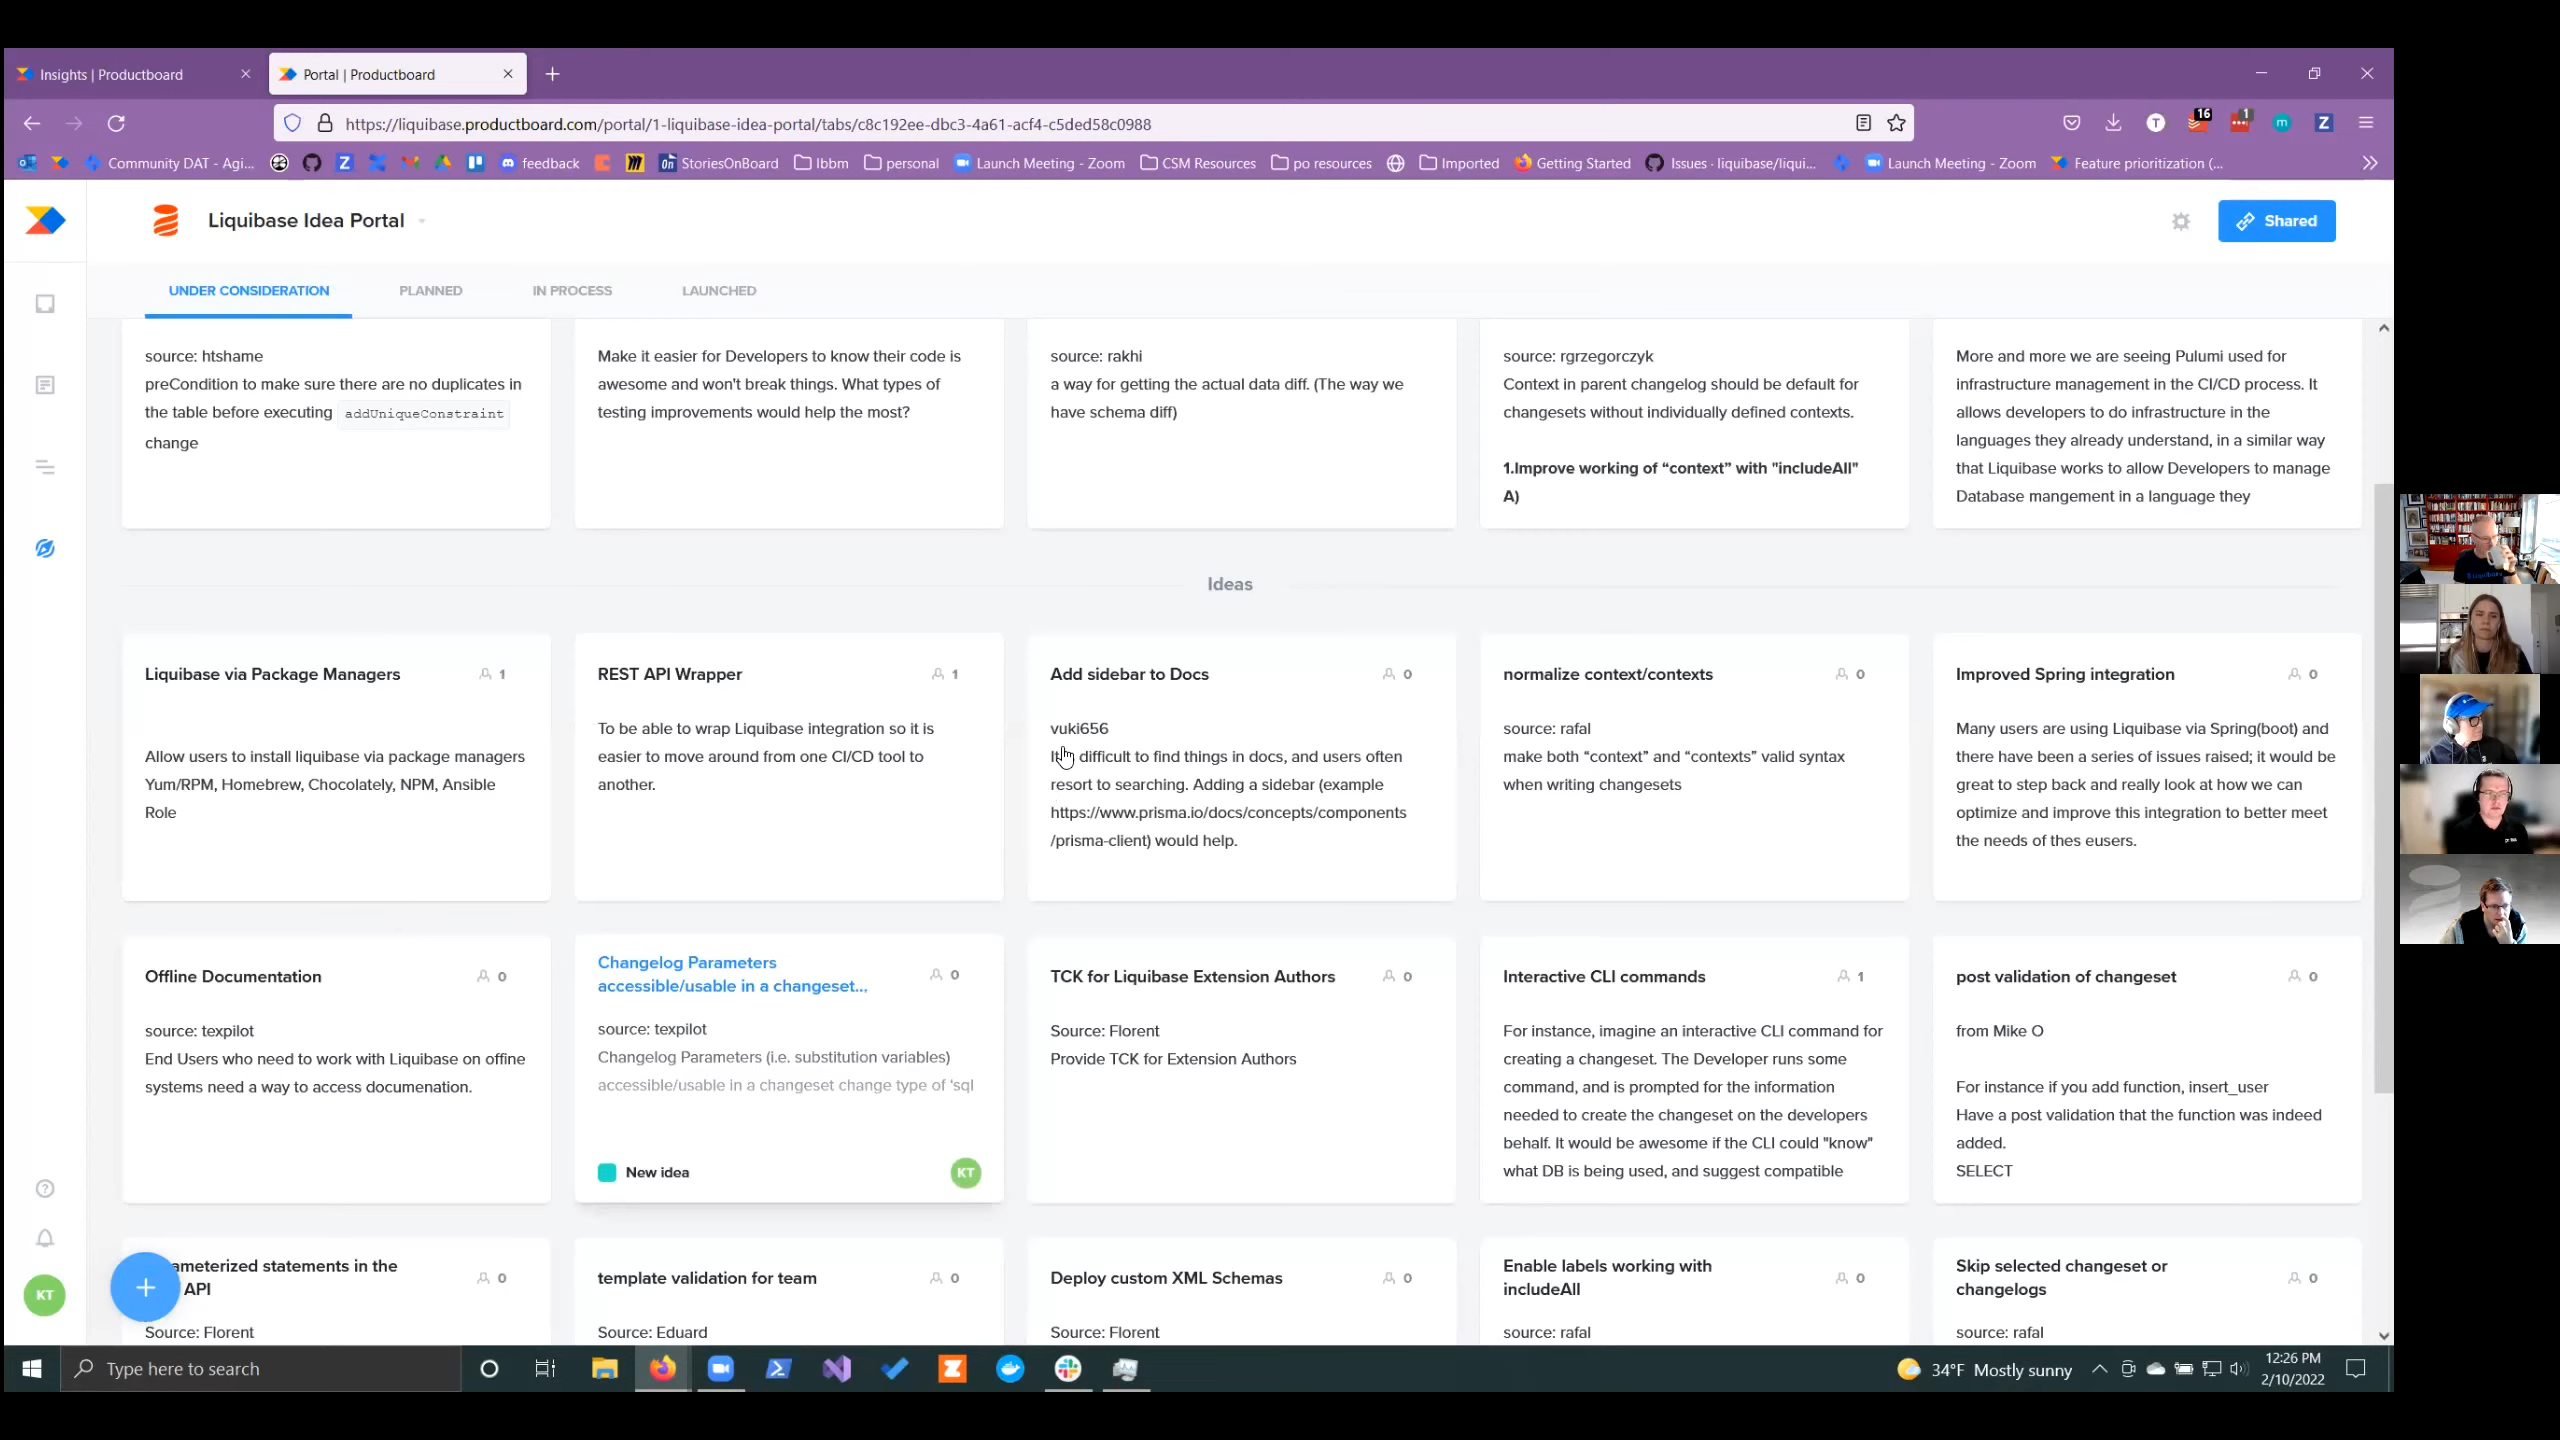 Insights | Productboard
Portal | Productboard
https://liquibase.productboard.com/portal/1-liquibase-idea-portal/tabs/c8c192ee-dbc3-4a61-acf4-c5ded58c0988
T
16
1
m
Z
Community DAT - Agi...
Z
feedback
StoriesOnBoard
lbbm
personal
Launch Meeting - Zoom
CSM Resources
po resources
Imported
Getting Started
Issues · liquibase/liqui...
Launch Meeting - Zoom
Feature prioritization (...
Liquibase Idea Portal
Shared
UNDER CONSIDERATION
PLANNED
IN PROCESS
LAUNCHED
source: htshame
preCondition to make sure there are no duplicates in
the table before executing addUniqueConstraint
change
Make it easier for Developers to know their code is
awesome and won't break things. What types of
testing improvements would help the most?
source: rakhi
a way for getting the actual data diff. (The way we
have schema diff)
source: rgrzegorczyk
Context in parent changelog should be default for
changesets without individually defined contexts.
1.Improve working of “context” with "includeAll"
A)
More and more we are seeing Pulumi used for
infrastructure management in the CI/CD process. It
allows developers to do infrastructure in the
languages they already understand, in a similar way
that Liquibase works to allow Developers to manage
Database mangement in a language they
Ideas
Liquibase via Package Managers
1
Allow users to install liquibase via package managers
Yum/RPM, Homebrew, Chocolately, NPM, Ansible
Role
REST API Wrapper
1
To be able to wrap Liquibase integration so it is
easier to move around from one CI/CD tool to
another.
Add sidebar to Docs
0
vuki656
difficult to find things in docs, and users often
resort to searching. Adding a sidebar (example
https://www.prisma.io/docs/concepts/components
/prisma-client) would help.
normalize context/contexts
0
source: rafal
make both “context” and “contexts” valid syntax
when writing changesets
Improved Spring integration
0
Many users are using Liquibase via Spring(boot) and
there have been a series of issues raised; it would be
great to step back and really look at how we can
optimize and improve this integration to better meet
the needs of thes eusers.
Offline Documentation
0
source: texpilot
End Users who need to work with Liquibase on offine
systems need a way to access documenation.
Changelog Parameters
accessible/usable in a changeset...
0
source: texpilot
Changelog Parameters (i.e. substitution variables)
accessible/usable in a changeset change type of 'sql
New idea
KT
TCK for Liquibase Extension Authors
0
Source: Florent
Provide TCK for Extension Authors
Interactive CLI commands
1
For instance, imagine an interactive CLI command for
creating a changeset. The Developer runs some
command, and is prompted for the information
needed to create the changeset on the developers
behalf. It would be awesome if the CLI could "know"
what DB is being used, and suggest compatible
post validation of changeset
0
from Mike O
For instance if you add function, insert_user
Have a post validation that the function was indeed
added.
SELECT
ameterized statements in the
API
0
Source: Florent
template validation for team
0
Source: Eduard
Deploy custom XML Schemas
0
Source: Florent
Enable labels working with
includeAll
0
source: rafal
Skip selected changeset or
changelogs
0
source: rafal
KT
Type here to search
34°F Mostly sunny
12:26 PM
2/10/2022